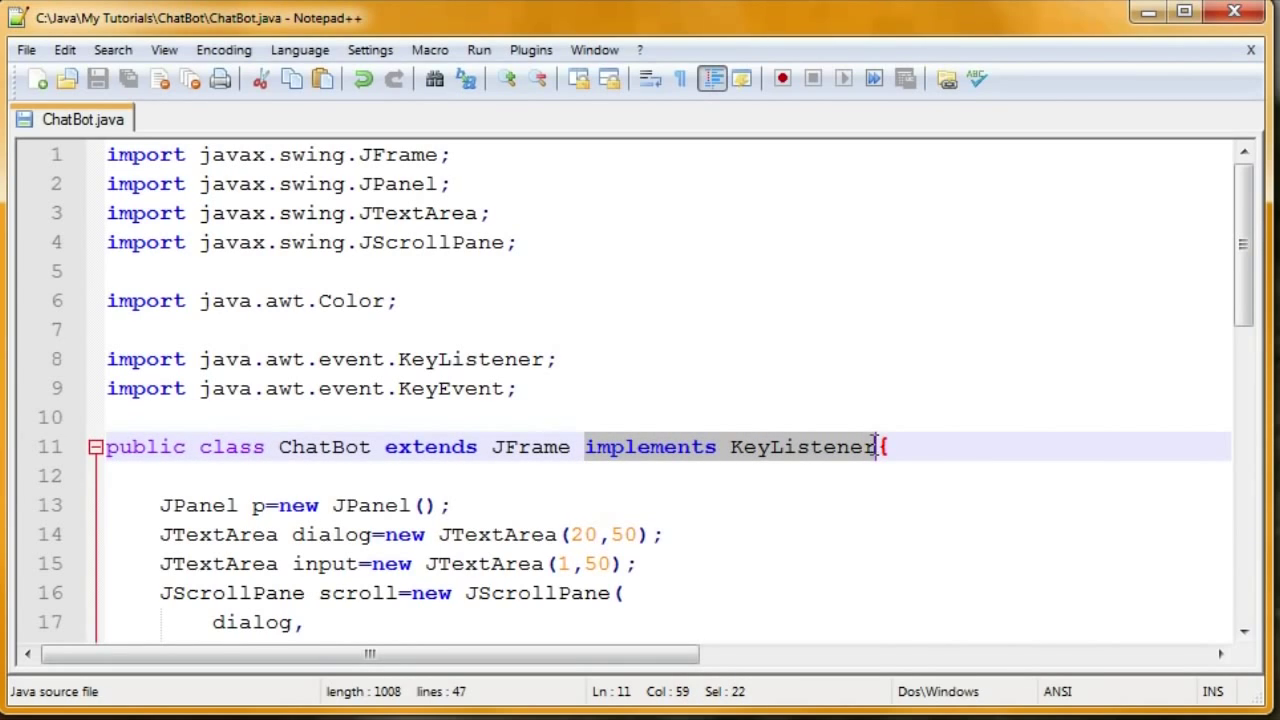 C:\Java\My Tutorials\ChatBot\ChatBot.java - Notepad++
File Edit Search View Encoding Language Settings Macro Run Plugins Window ? X
ABC
ChatBot.java
1 import javax.swing.JFrame;
2 import javax.swing.JPanel;
3 import javax.swing.JTextArea;
4 import javax.swing.JScrollPane;
5
6 import java.awt.Color;
7
8 import java.awt.event.KeyListener;
9 import java.awt.event.KeyEvent;
10
11 public class ChatBot extends JFrame implements KeyListener{
12
13 JPanel p=new JPanel();
14 JTextArea dialog=new JTextArea(20,50);
15 JTextArea input=new JTextArea(1,50);
16 JScrollPane scroll=new JScrollPane(
17 dialog,
Java source file length : 1008 lines : 47 Ln : 11 Col : 59 Sel : 22 Dos\Windows ANSI INS